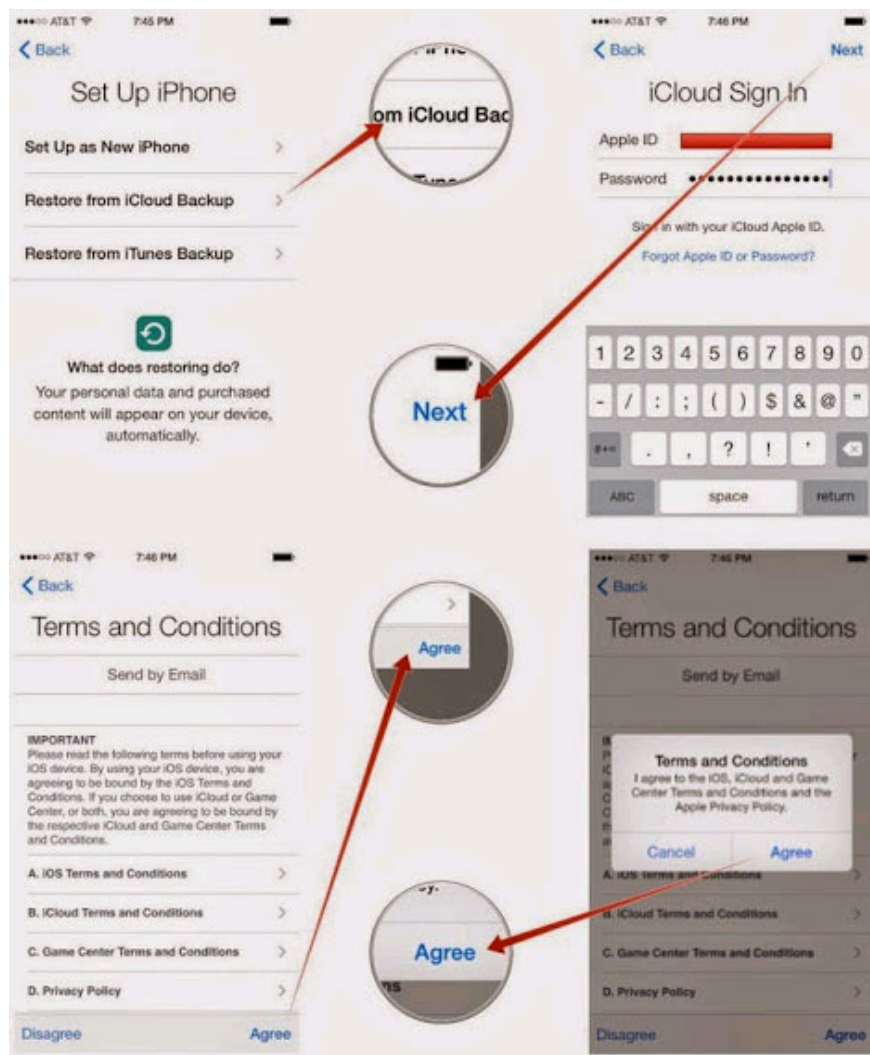 AT&T 7:45 PM
Back
Set Up iPhone
Set Up as New iPhone
Restore from iCloud Backup
Restore from iTunes Backup
What does restoring do?
Your personal data and purchased
content will appear on your device,
automatically.
om iCloud Bac
AT&T 7:46 PM
Back Next
iCloud Sign In
Apple ID
Password
Sign in with your iCloud Apple ID.
Forgot Apple ID or Password?
1 2 3 4 5 6 7 8 9 0
- / : ; ( ) $ & @ "
#+= . , ? ! '
ABC space return
Next
AT&T 7:46 PM
Back
Terms and Conditions
Send by Email
IMPORTANT
Please read the following terms before using your
iOS device. By using your iOS device, you are
agreeing to be bound by the iOS Terms and
Conditions. If you choose to use iCloud or Game
Center, or both, you are agreeing to be bound by
the respective iCloud and Game Center Terms
and Conditions.
A. iOS Terms and Conditions
B. iCloud Terms and Conditions
C. Game Center Terms and Conditions
D. Privacy Policy
Disagree Agree
Agree
AT&T 7:46 PM
Back
Terms and Conditions
Send by Email
Terms and Conditions
I agree to the iOS, iCloud and Game
Center Terms and Conditions and the
Apple Privacy Policy.
Cancel Agree
A. iOS Terms and Conditions
B. iCloud Terms and Conditions
C. Game Center Terms and Conditions
D. Privacy Policy
Disagree Agree
cy.
Agree
ns